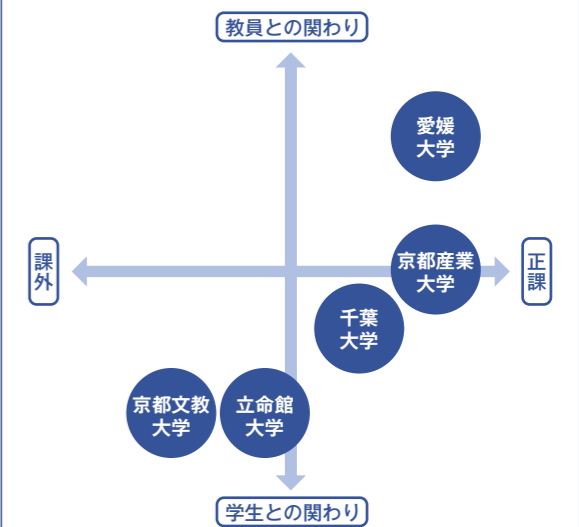 教員との関わり
愛媛
大学
課外
京都産業
大学
正課
千葉
大学
京都文教
大学
立命館
大学
学生との関わり